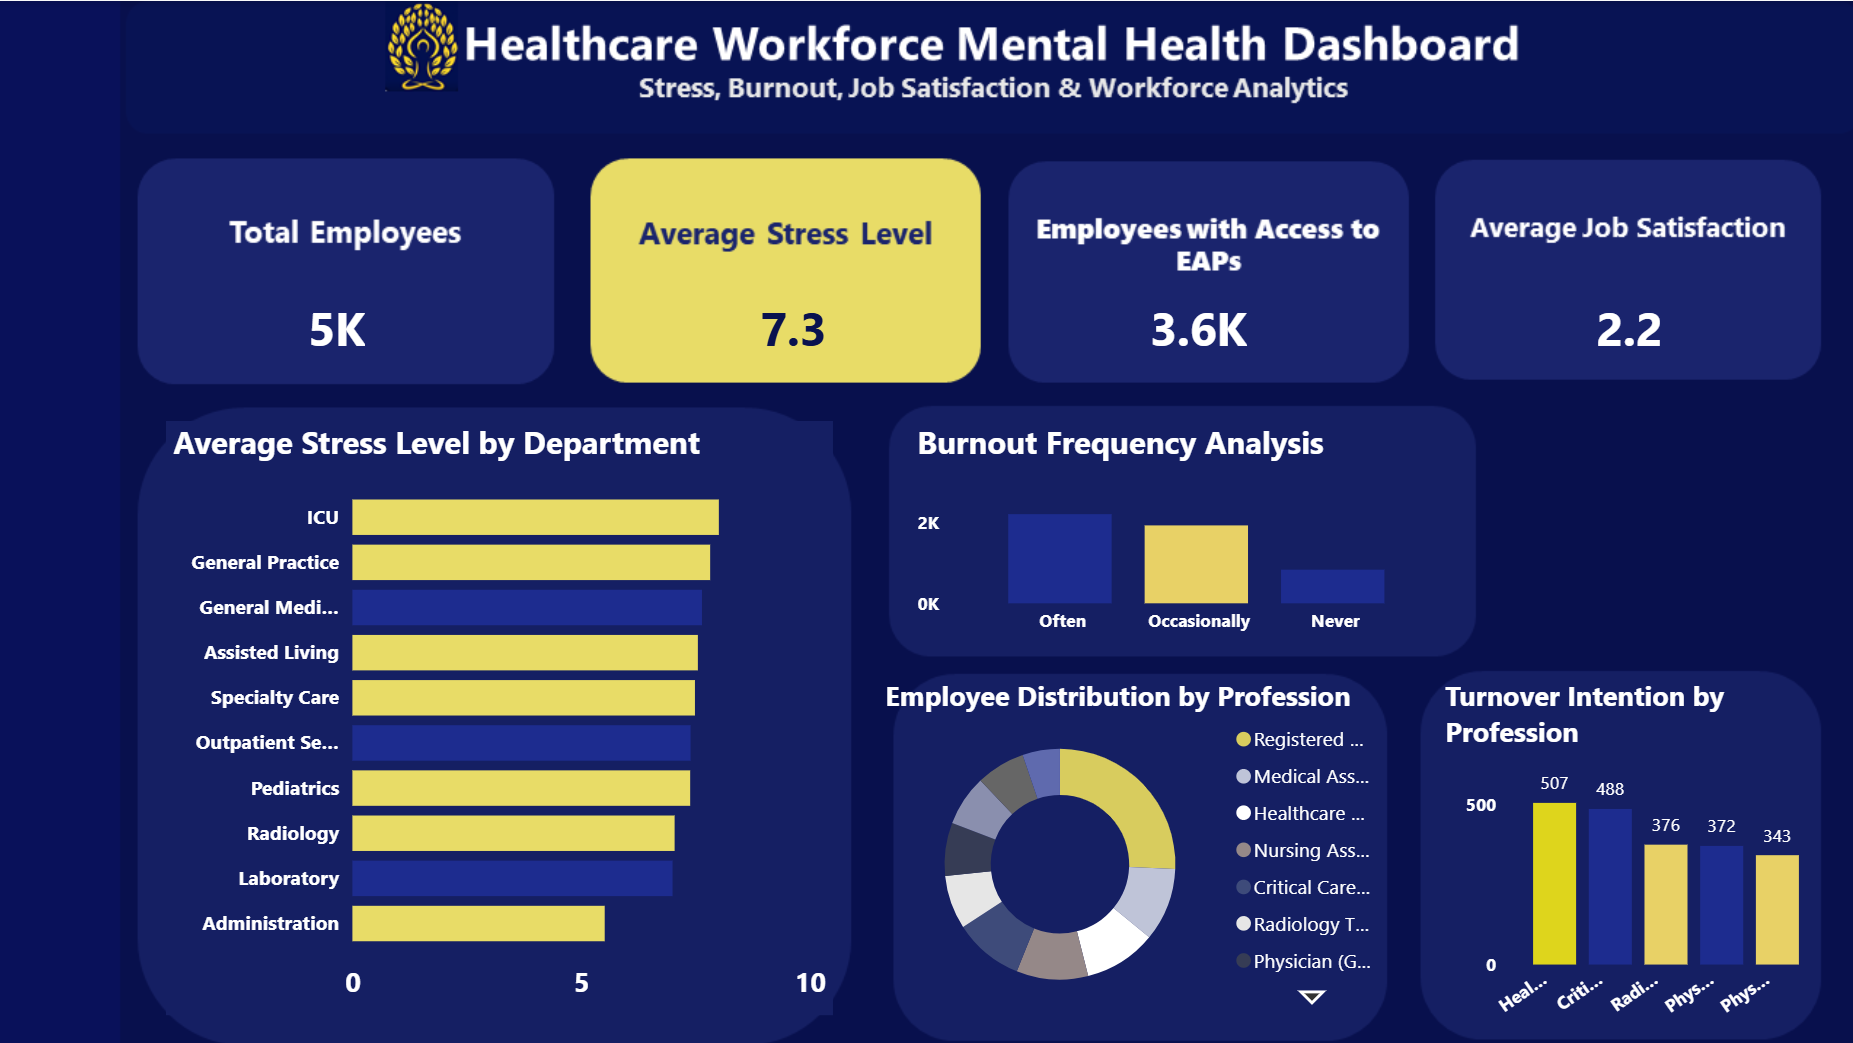 Healthcare Workforce Mental Health Dashboard
Stress, Burnout, Job Satisfaction & Workforce Analytics
Total Employees
5K
Average Stress Level
7.3
Employees with Access to
EAPs
3.6K
Average Job Satisfaction
2.2
Average Stress Level by Department
ICU
General Practice
General Medi...
Assisted Living
Specialty Care
Outpatient Se...
Pediatrics
Radiology
Laboratory
Administration
0 5 10
Burnout Frequency Analysis
2K
0K
Often Occasionally Never
Employee Distribution by Profession
Registered ...
Medical Ass...
Healthcare ...
Nursing Ass...
Critical Care...
Radiology T...
Physician (G...
Turnover Intention by
Profession
500
0
507 488 376 372 343
Heal... Criti... Radi... Phys... Phys...